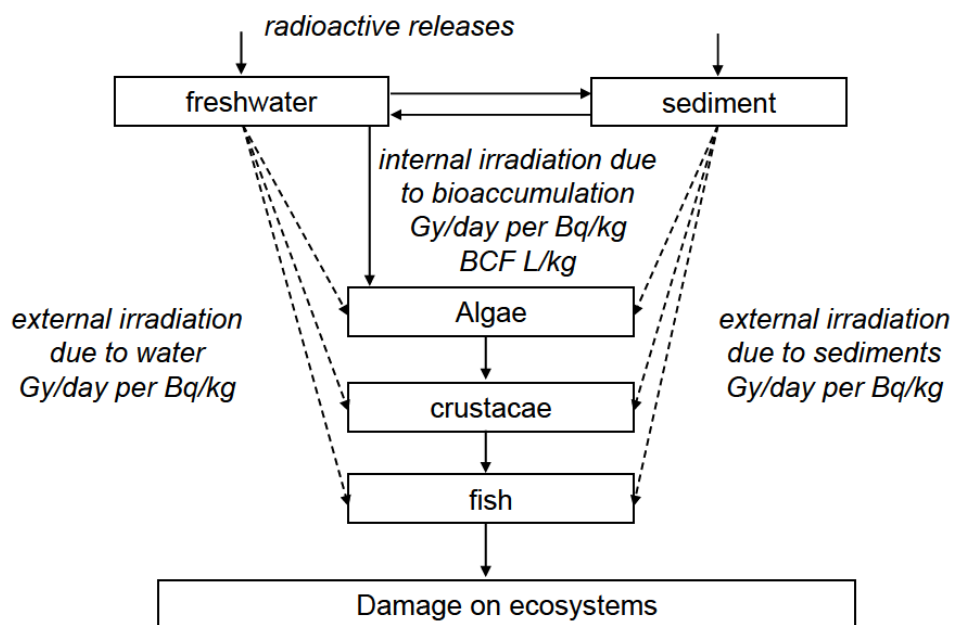 radioactive releases
freshwater
sediment
internal irradiation due
to bioaccumulation
Gy/day per Bq/kg
BCF L/kg
Algae
external irradiation
due to water
Gy/day per Bq/kg
external irradiation
due to sediments
Gy/day per Bq/kg
crustacae
fish
Damage on ecosystems